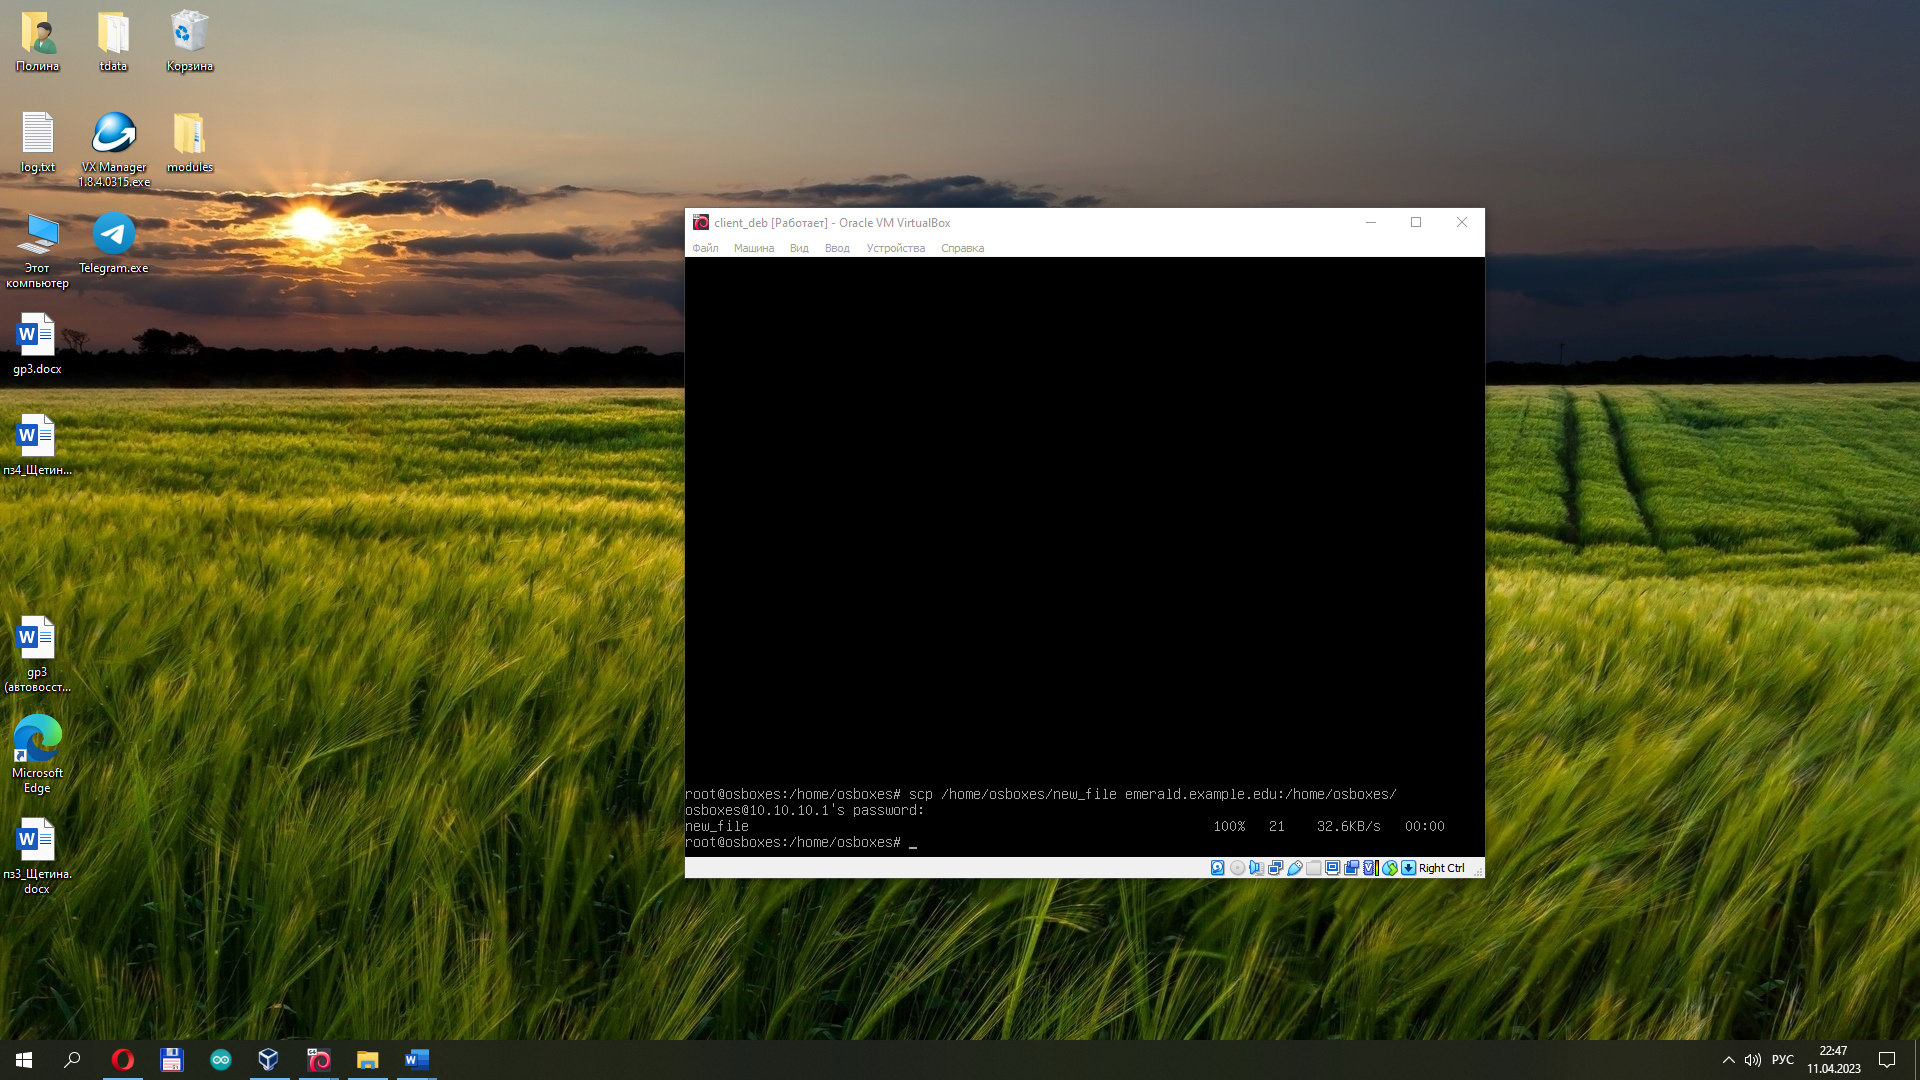 Полина
tdata
Корзина
log.txt
VX Manager
1.8.4.0315.exe
modules
Этот
компьютер
Telegram.exe
gp3.docx
пз4_Щетин...
gp3
(автовосст...
Microsoft
Edge
пз3_Щетина.
docx
client_deb [Работает] - Oracle VM VirtualBox
Файл Машина Вид Ввод Устройства Справка
root@osboxes:/home/osboxes# scp /home/osboxes/new_file emerald.example.edu:/home/osboxes/
osboxes@10.10.10.1's password:
new_file 100% 21 32.6KB/s 00:00
root@osboxes:/home/osboxes# _
Right Ctrl
РУС
22:47
11.04.2023